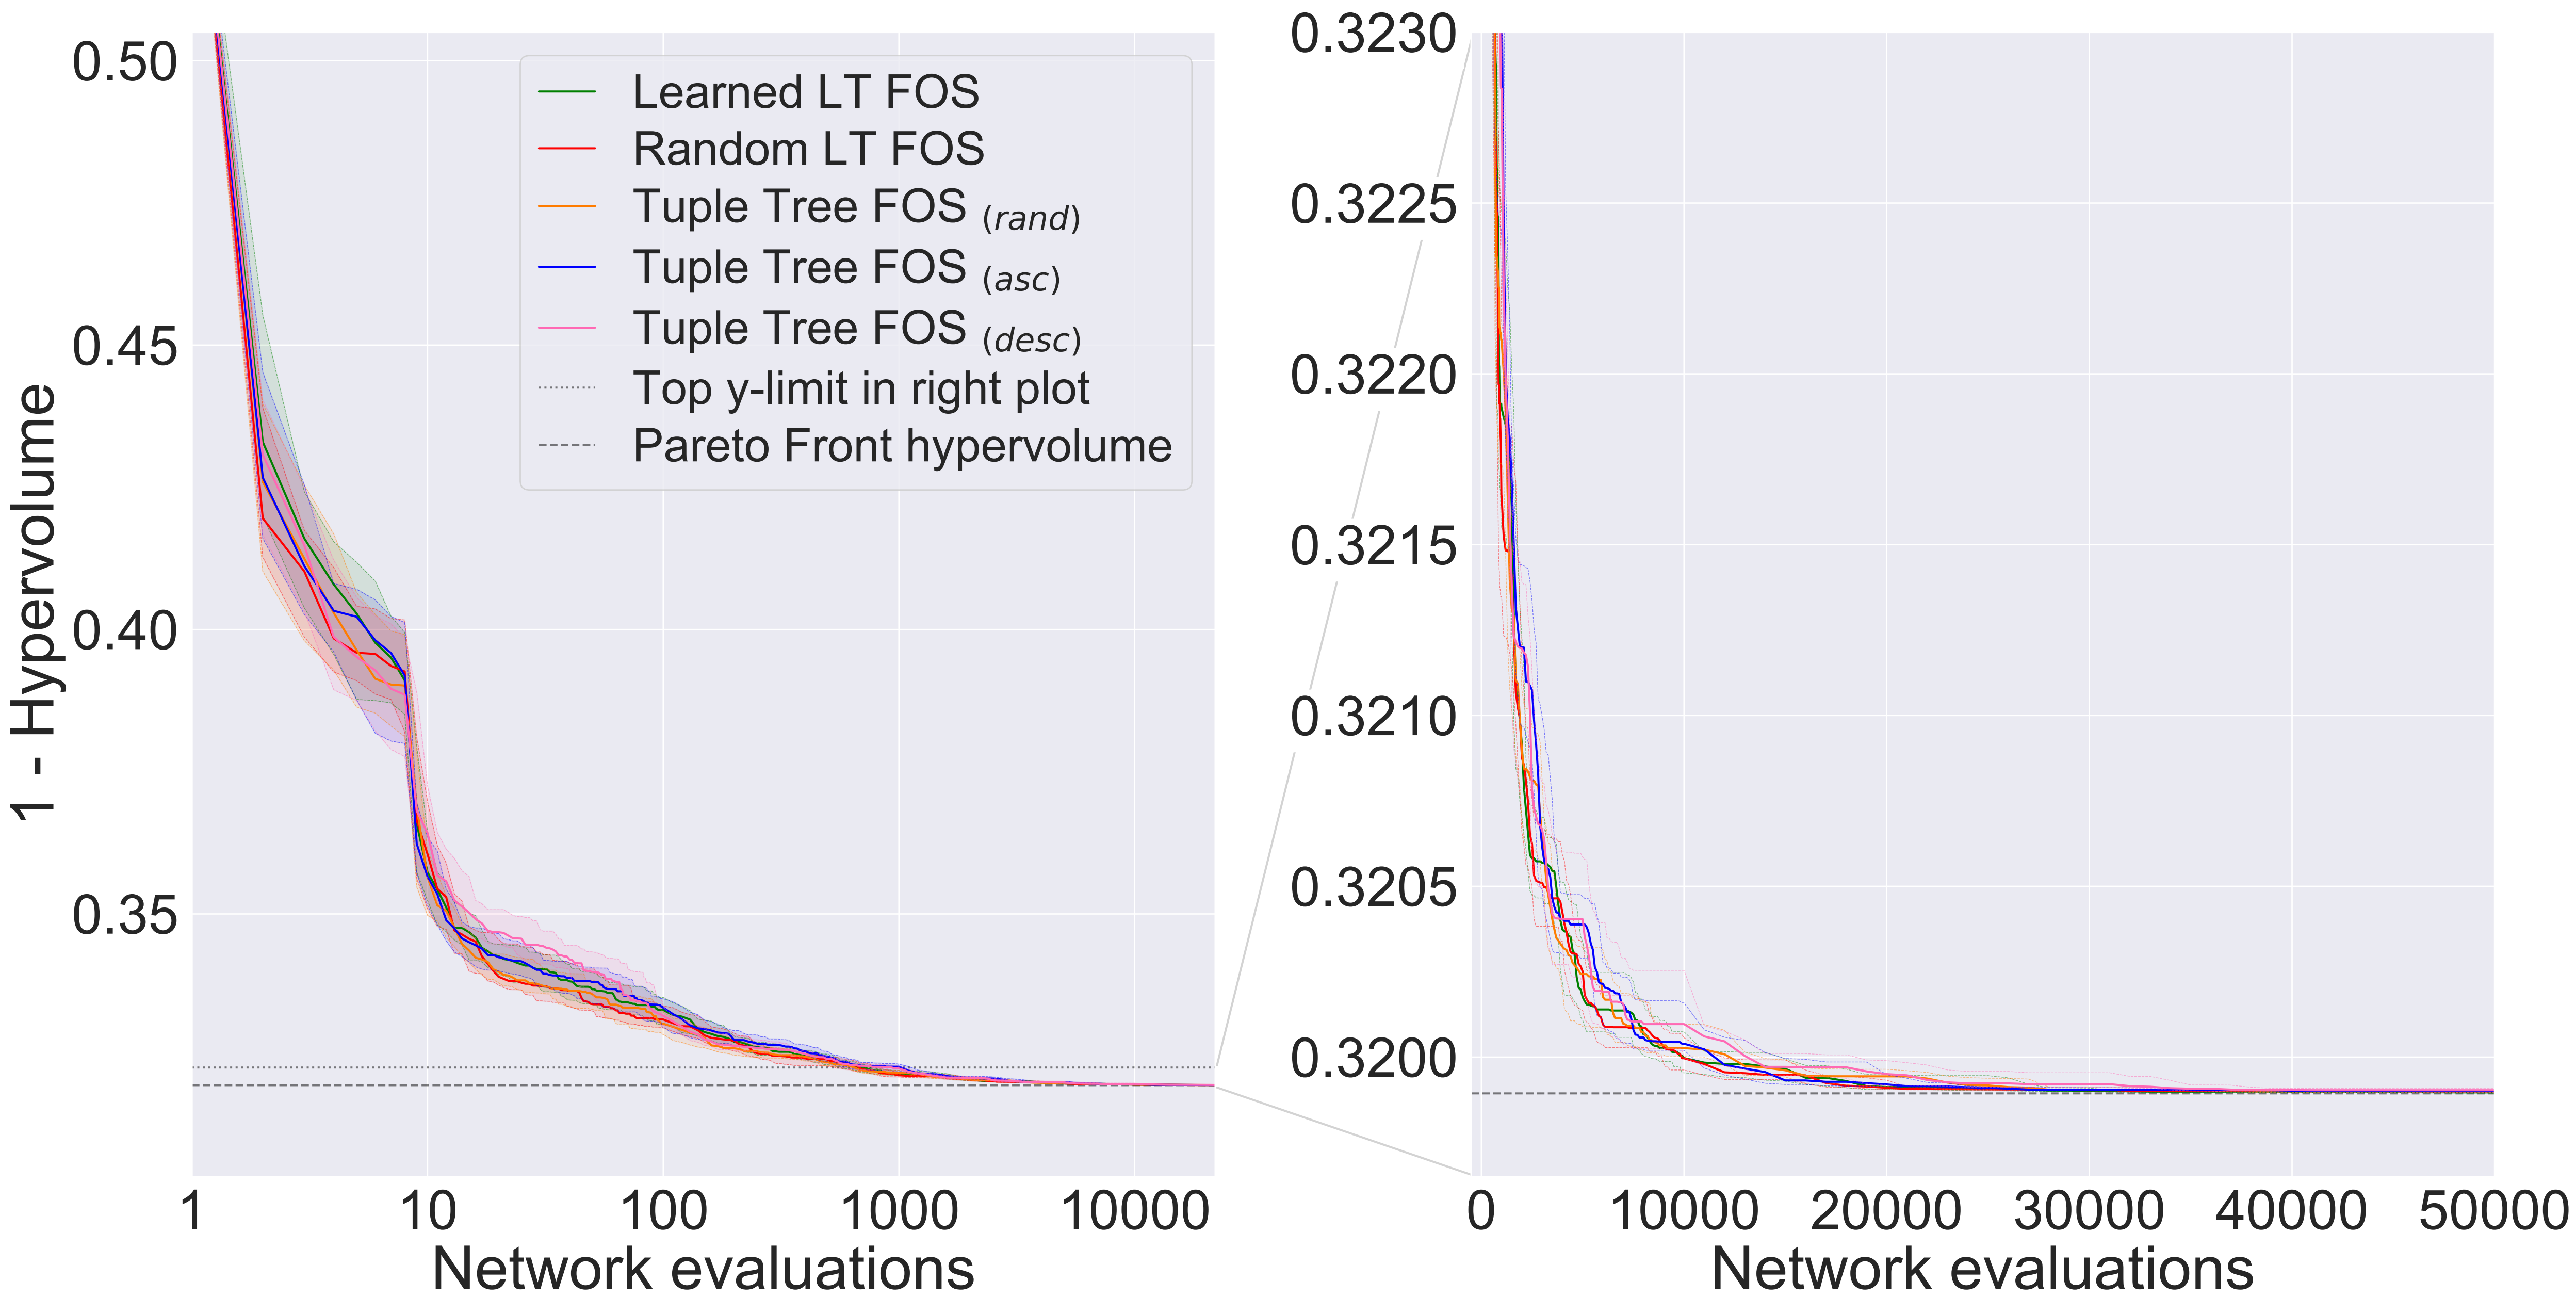 1 - Hypervolume
0.50
0.45
0.40
0.35
Learned LT FOS
Random LT FOS
Tuple Tree FOS (rand)
Tuple Tree FOS (asc)
Tuple Tree FOS (desc)
Top y-limit in right plot
Pareto Front hypervolume
1 10 100 1000 10000
Network evaluations
0.3230
0.3225
0.3220
0.3215
0.3210
0.3205
0.3200
0 10000 20000 30000 40000 50000
Network evaluations